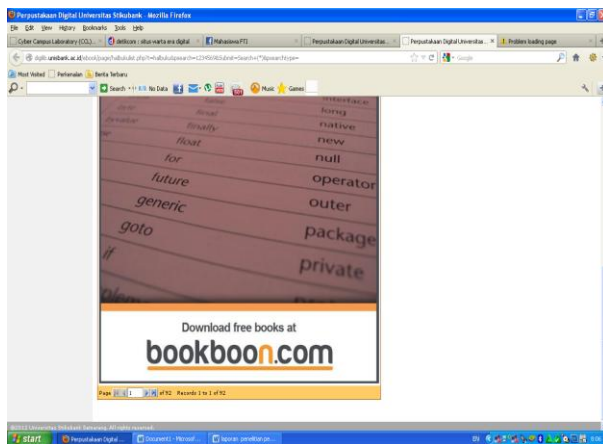 Perpustakaan Digital Universitas Stikubank - Mozilla Firefox
File Edit View History Bookmarks Tools Help
Cyber Campus Laboratory (CCL)... detikcom : situs warta era digital Mahasiswa FTI Perpustakaan Digital Universitas... Perpustakaan Digital Universitas... Problem loading page
Google
Most Visited Perkenalan Berita Terbaru
Search No Data Music Games
interface
final long
finally native
float new
for null
future operator
generic outer
goto package
if private
Download free books at
bookboon.com
Page 1 of 92 Records 1 to 1 of 92
start Perpustakaan Digital ... Document1 - Microsof... laporan penelitian pe...
EN